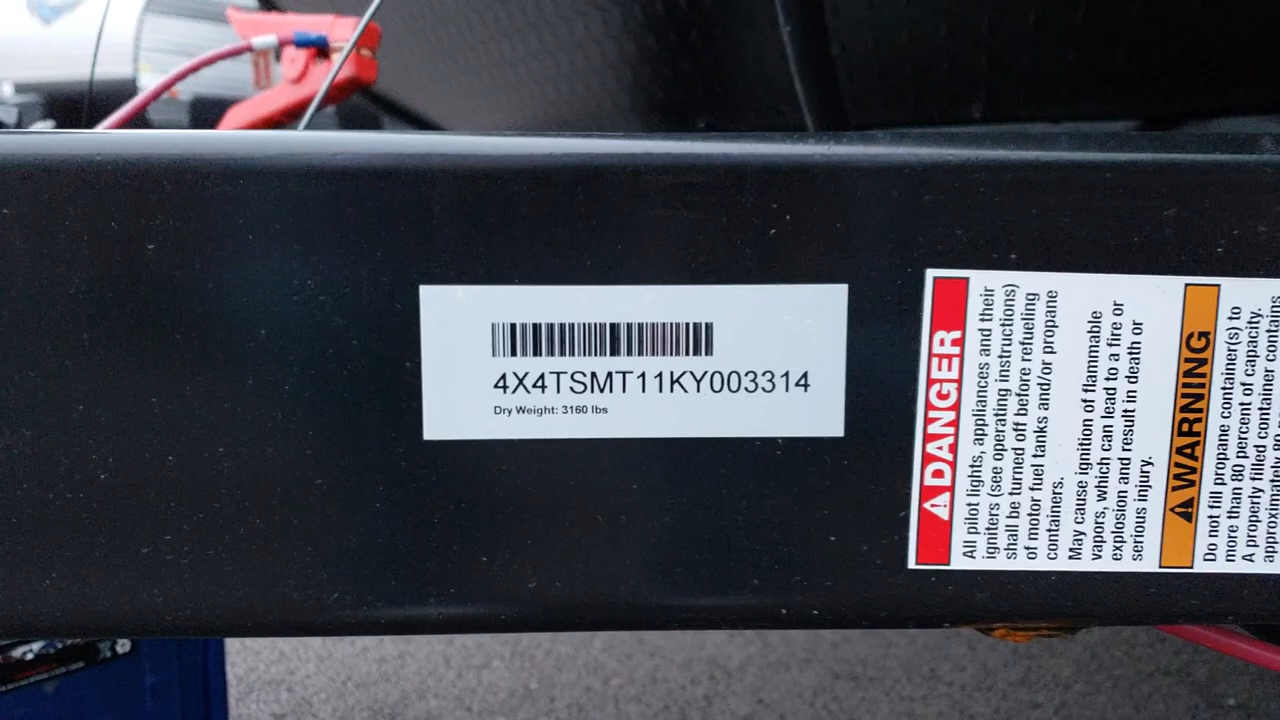 4X4TSMT11KY003314
Dry Weight: 3160 lbs
DANGER
All pilot lights, appliances and their
igniters (see operating instructions)
shall be turned off before refueling
of motor fuel tanks and/or propane
containers.
May cause ignition of flammable
vapors, which can lead to a fire or
explosion and result in death or
serious injury.
WARNING
Do not fill propane container(s) to
more than 80 percent of capacity.
A properly filled container contains
approximately 80